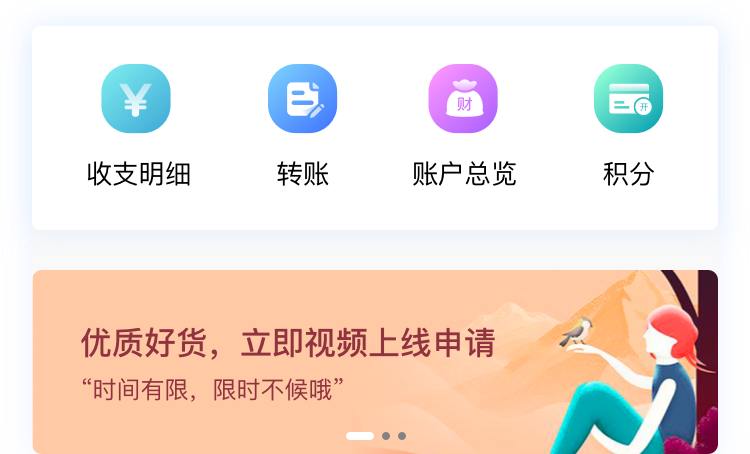 ¥
财
开
收支明细
转账
账户总览
积分
优质好货，立即视频上线申请
“时间有限，限时不候哦”